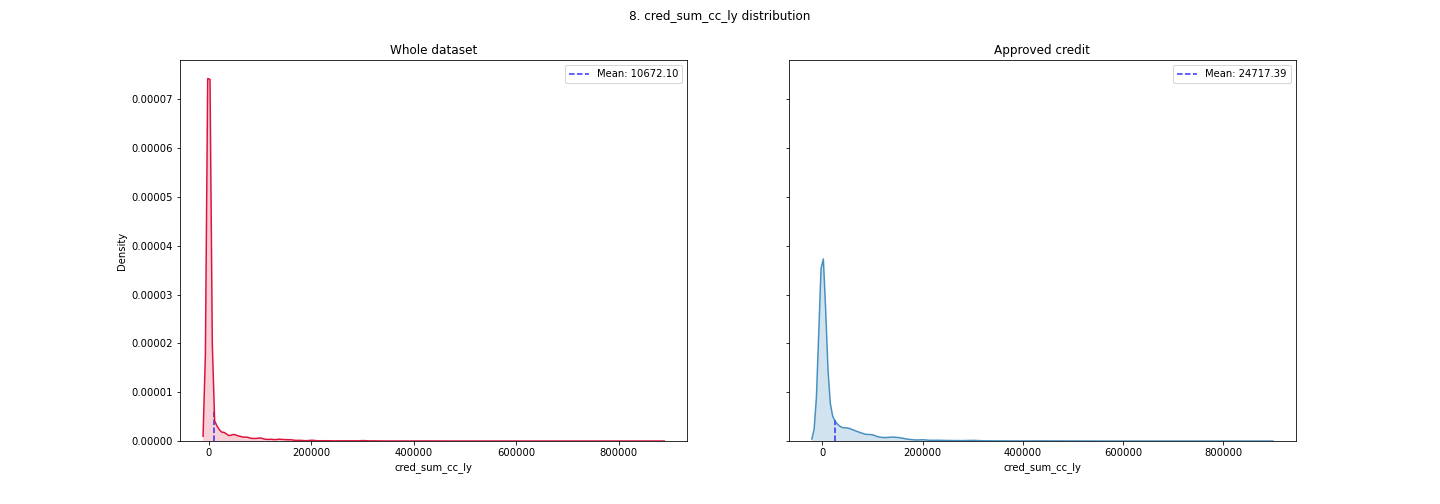 8. cred_sum_cc_ly distribution
Whole dataset
Mean: 10672.10
0.00007
0.00006
0.00005
0.00004
0.00003
0.00002
0.00001
0.00000
Density
0 200000 400000 600000 800000
cred_sum_cc_ly
Approved credit
Mean: 24717.39
0 200000 400000 600000 800000
cred_sum_cc_ly